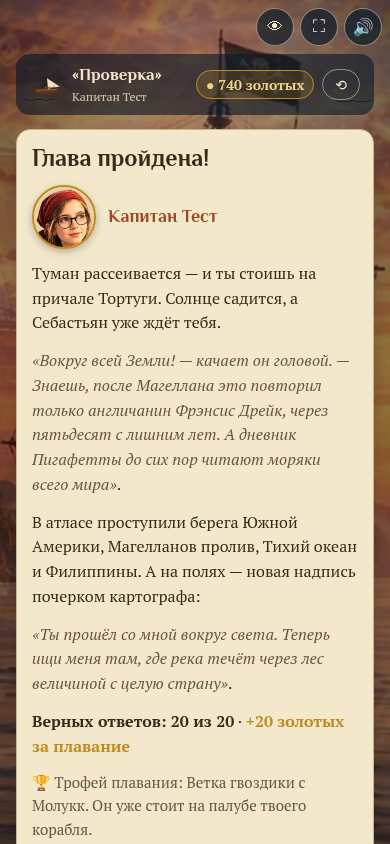 «Проверка»
Капитан Тест
● 740 золотых
Глава пройдена!
Капитан Тест
Туман рассеивается — и ты стоишь на
причале Тортуги. Солнце садится, а
Себастьян уже ждёт тебя.
«Вокруг всей Земли! — качает он головой. —
Знаешь, после Магеллана это повторил
только англичанин Фрэнсис Дрейк, через
пятьдесят с лишним лет. А дневник
Пигафетты до сих пор читают моряки
всего мира».
В атласе проступили берега Южной
Америки, Магелланов пролив, Тихий океан
и Филиппины. А на полях — новая надпись
почерком картографа:
«Ты прошёл со мной вокруг света. Теперь
ищи меня там, где река течёт через лес
величиной с целую страну».
Верных ответов: 20 из 20 · +20 золотых
за плавание
🏆 Трофей плавания: Ветка гвоздики с
Молукк. Он уже стоит на палубе твоего
корабля.